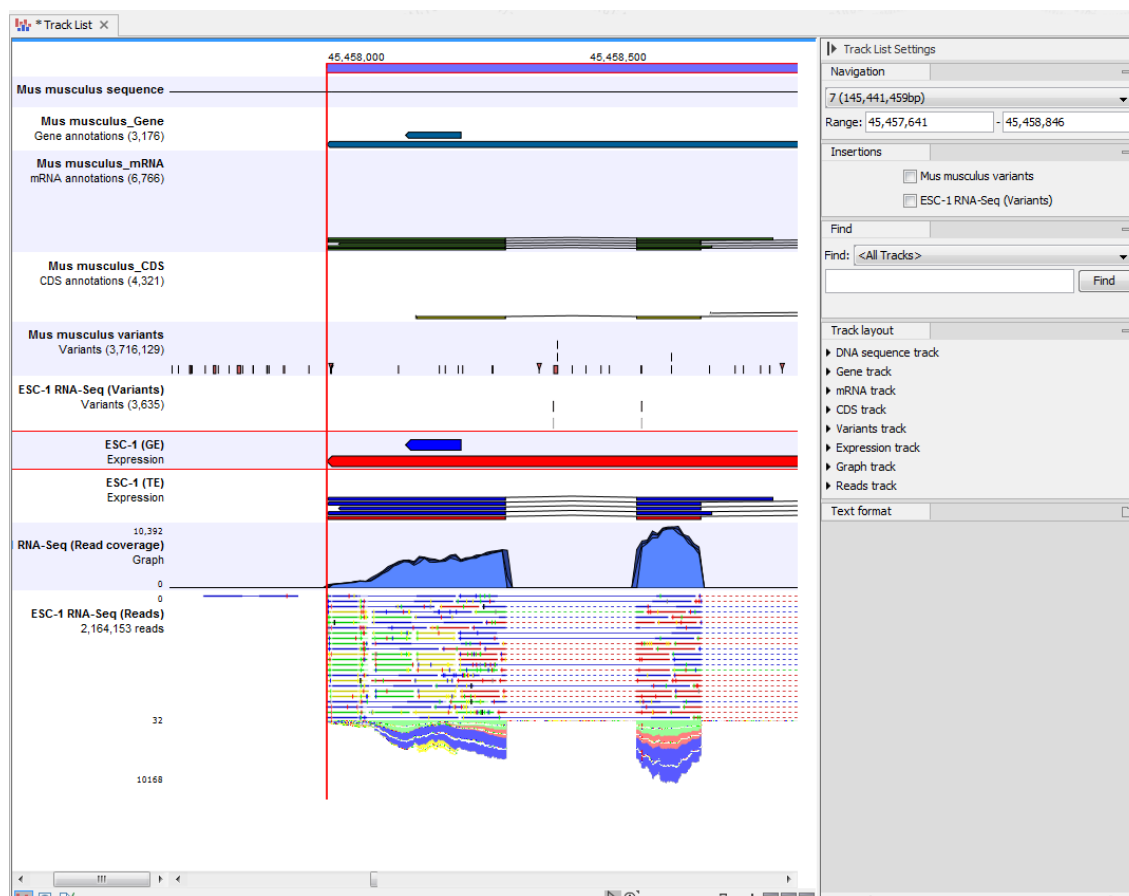 * Track List
45,458,000
45,458,500
Mus musculus sequence
Mus musculus_Gene
Gene annotations (3,176)
Mus musculus_mRNA
mRNA annotations (6,766)
Mus musculus_CDS
CDS annotations (4,321)
Mus musculus variants
Variants (3,716,129)
ESC-1 RNA-Seq (Variants)
Variants (3,635)
ESC-1 (GE)
Expression
ESC-1 (TE)
Expression
10,392
RNA-Seq (Read coverage)
Graph
0
0
ESC-1 RNA-Seq (Reads)
2,164,153 reads
32
10168
Track List Settings
Navigation
7 (145,441,459bp)
Range: 45,457,641 - 45,458,846
Insertions
Mus musculus variants
ESC-1 RNA-Seq (Variants)
Find
Find: <All Tracks>
Find
Track layout
DNA sequence track
Gene track
mRNA track
CDS track
Variants track
Expression track
Graph track
Reads track
Text format